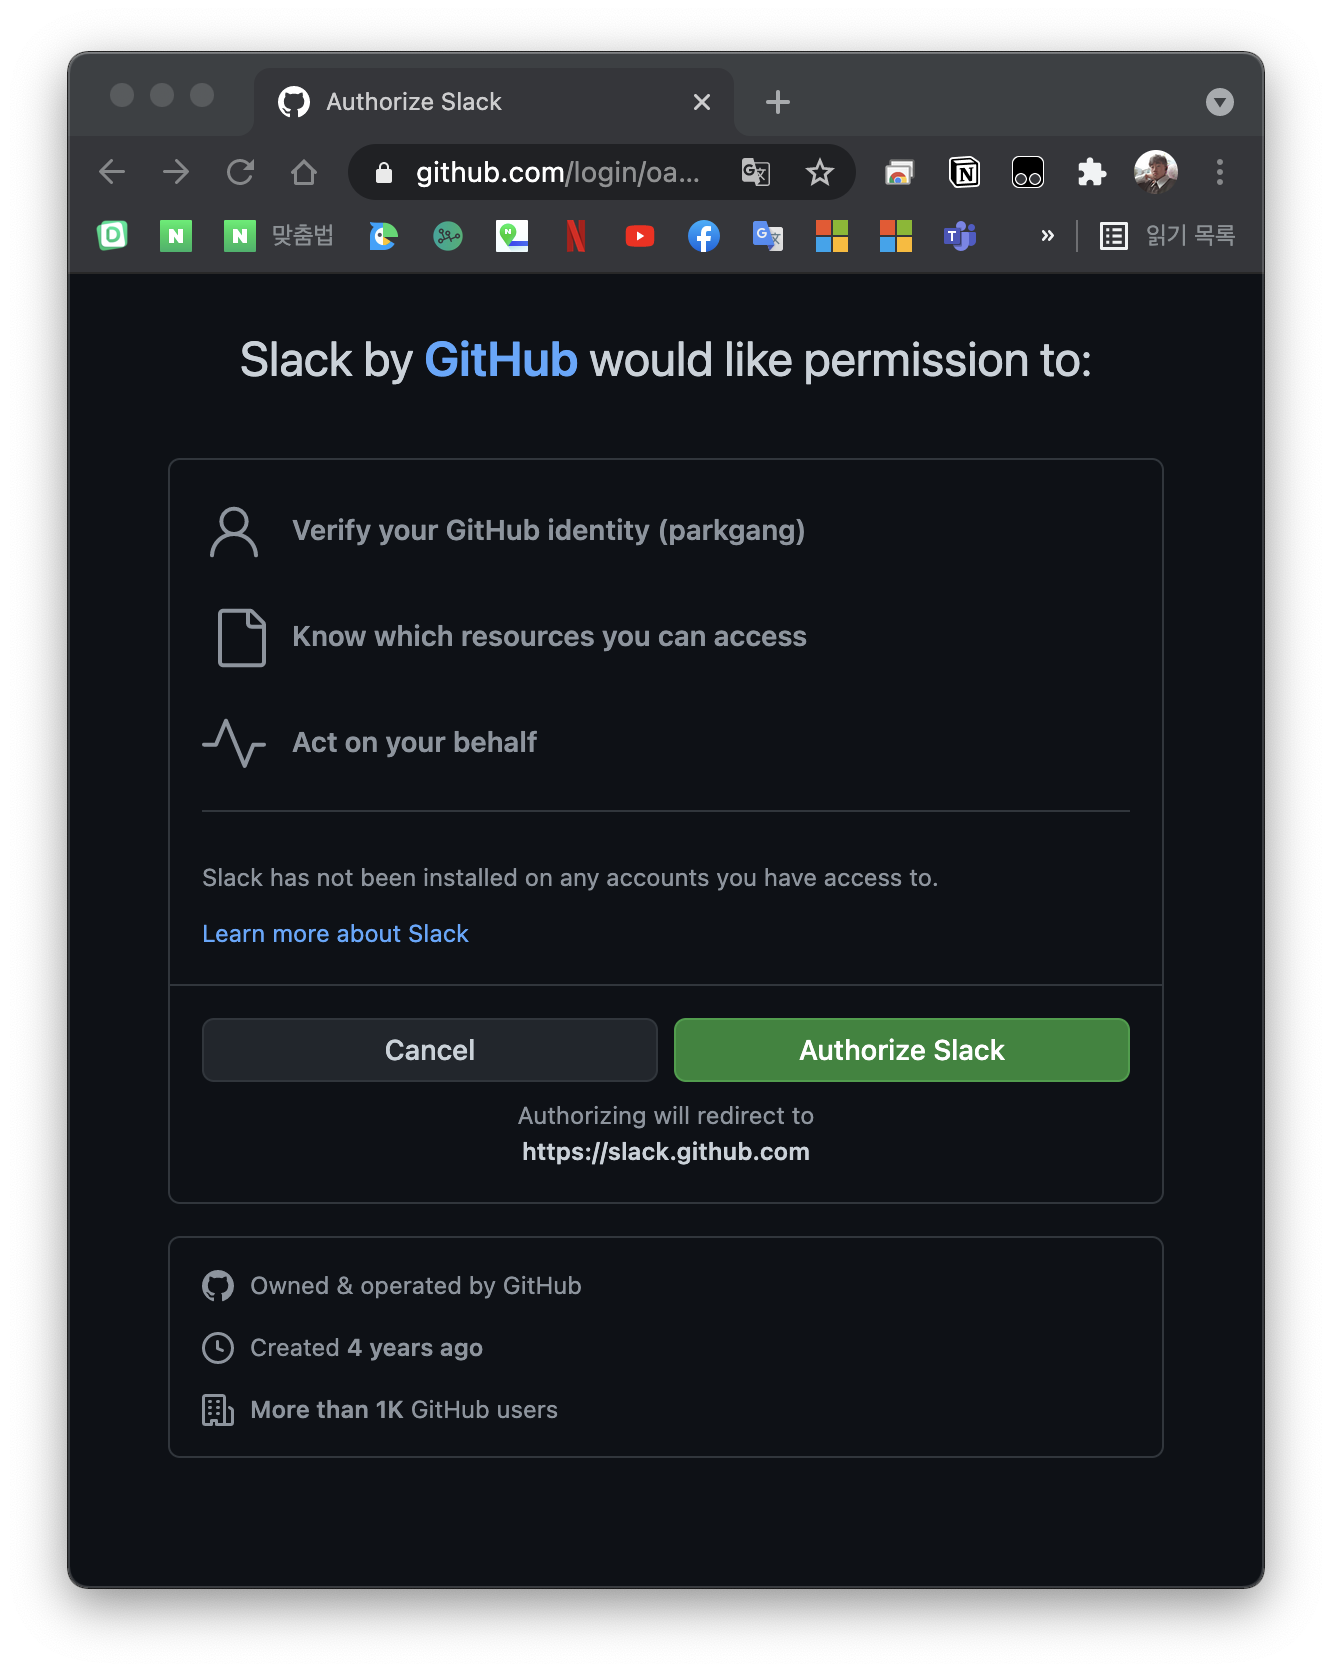 Authorize Slack
github.com/login/oa...
맞춤법
읽기 목록
Slack by GitHub would like permission to:
Verify your GitHub identity (parkgang)
Know which resources you can access
Act on your behalf
Slack has not been installed on any accounts you have access to.
Learn more about Slack
Cancel
Authorize Slack
Authorizing will redirect to
https://slack.github.com
Owned & operated by GitHub
Created 4 years ago
More than 1K GitHub users